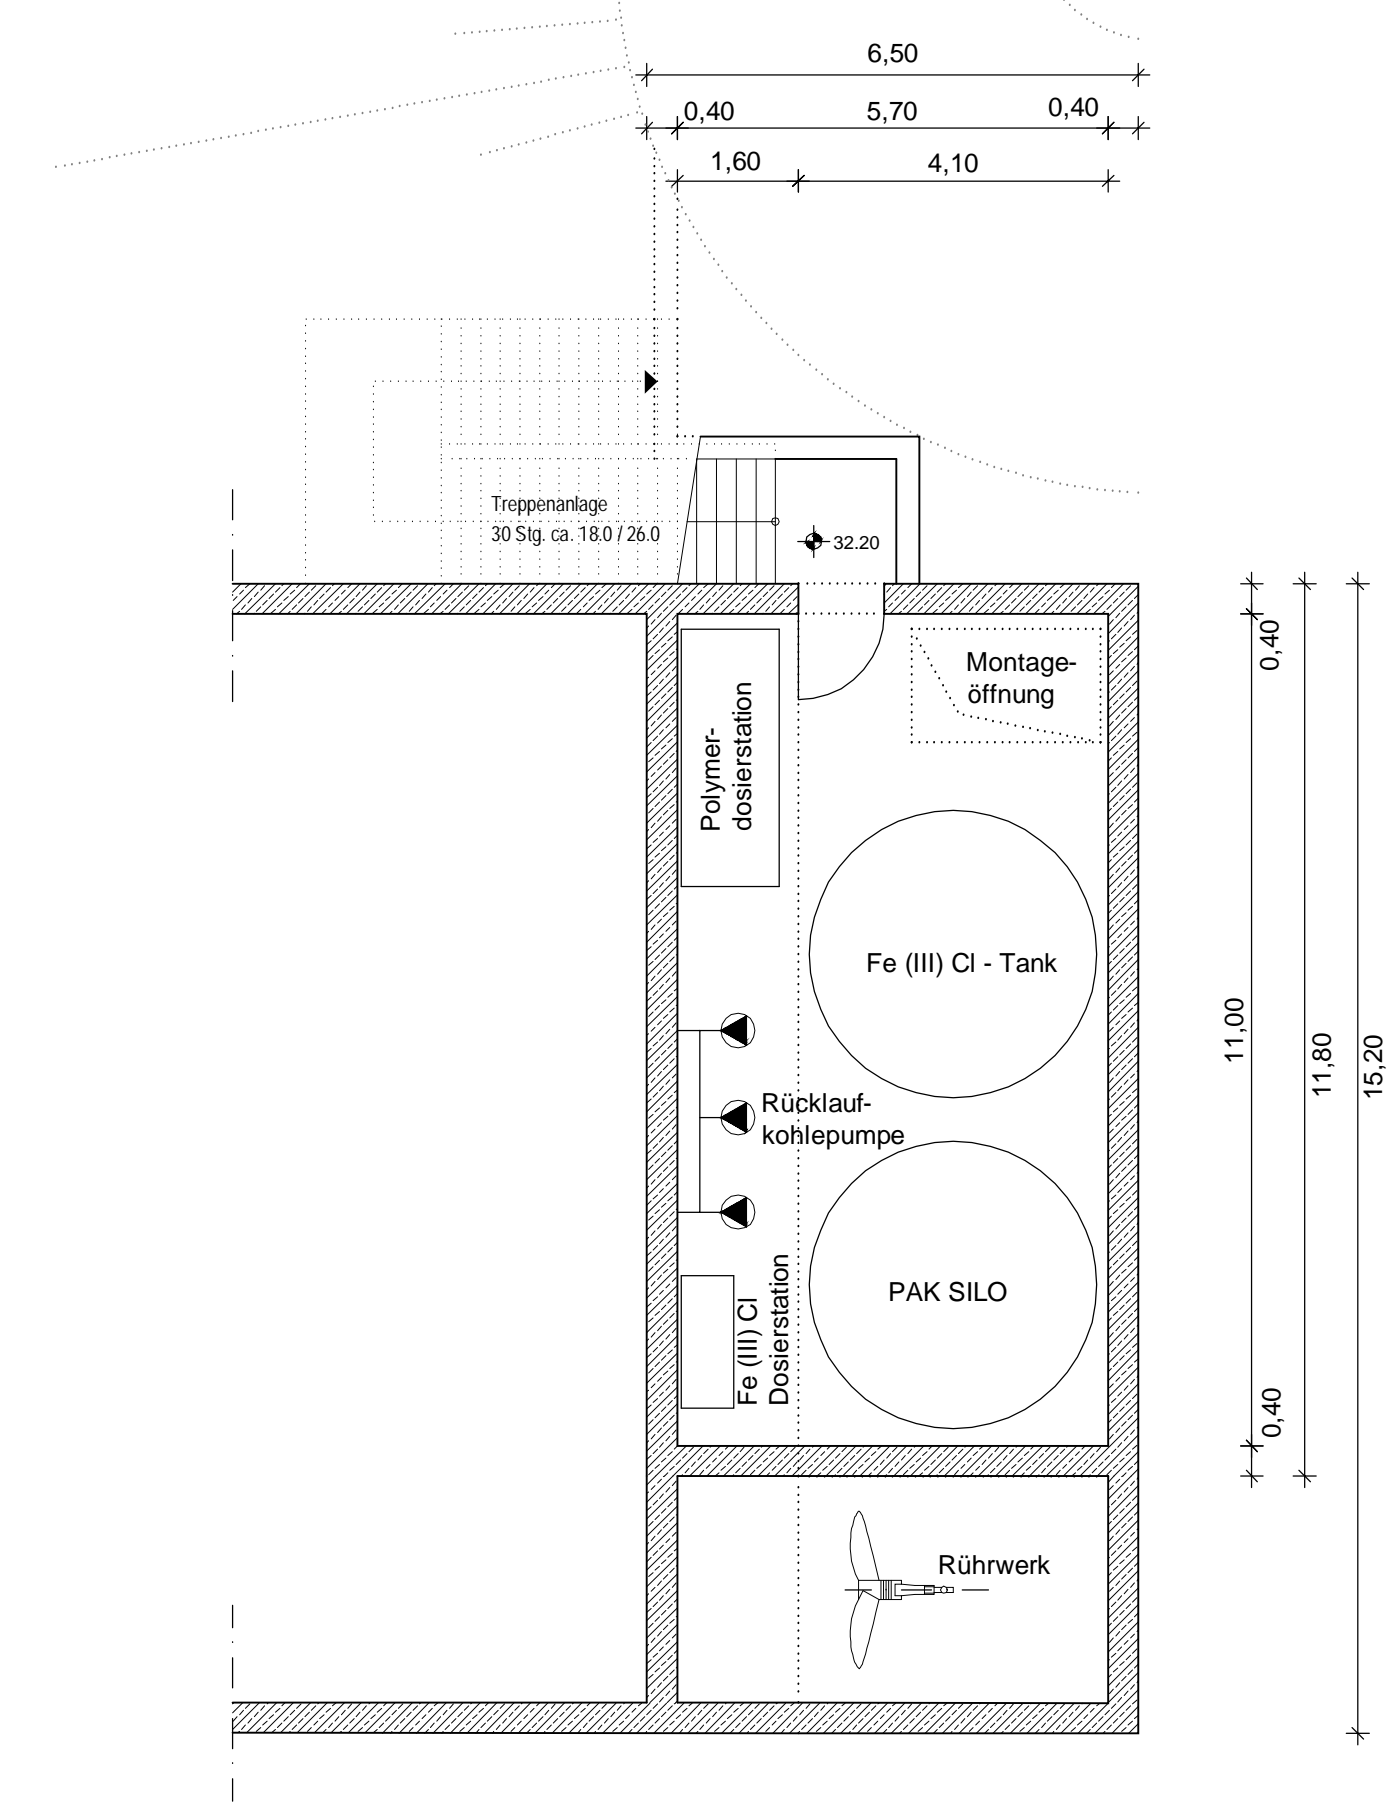 6,50
0,40
5,70
0,40
1,60
4,10
Treppenanlage
30 Stg. ca. 18.0 / 26.0
32.20
0,40
Montage-
öffnung
Polymer-
dosierstation
Fe (III) Cl - Tank
11,00
11,80
15,20
Rücklauf-
kohlepumpe
Fe (III) Cl
Dosierstation
PAK SILO
0,40
Rührwerk